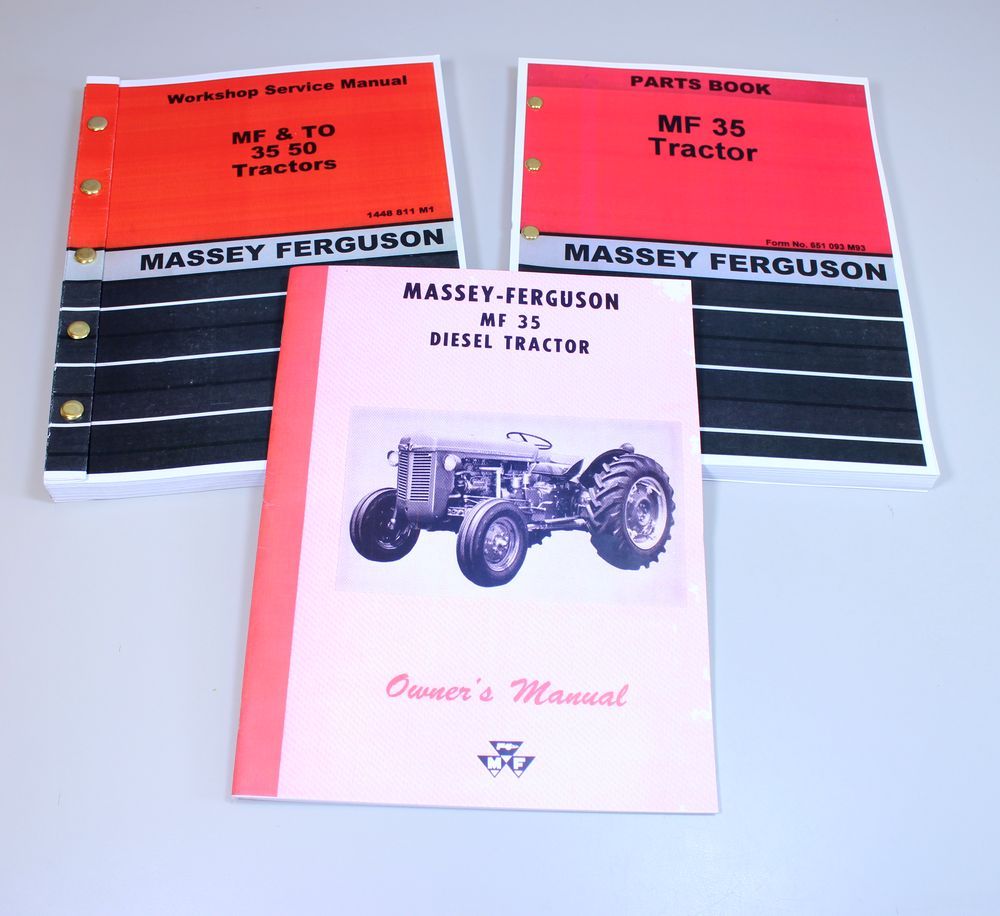 Workshop Service Manual
MF & TO
35 50
Tractors
1448 811 M1
MASSEY FERGUSON
PARTS BOOK
MF 35
Tractor
Form No. 651 093 M93
MASSEY FERGUSON
MASSEY-FERGUSON
MF 35
DIESEL TRACTOR
Owner's Manual
MF